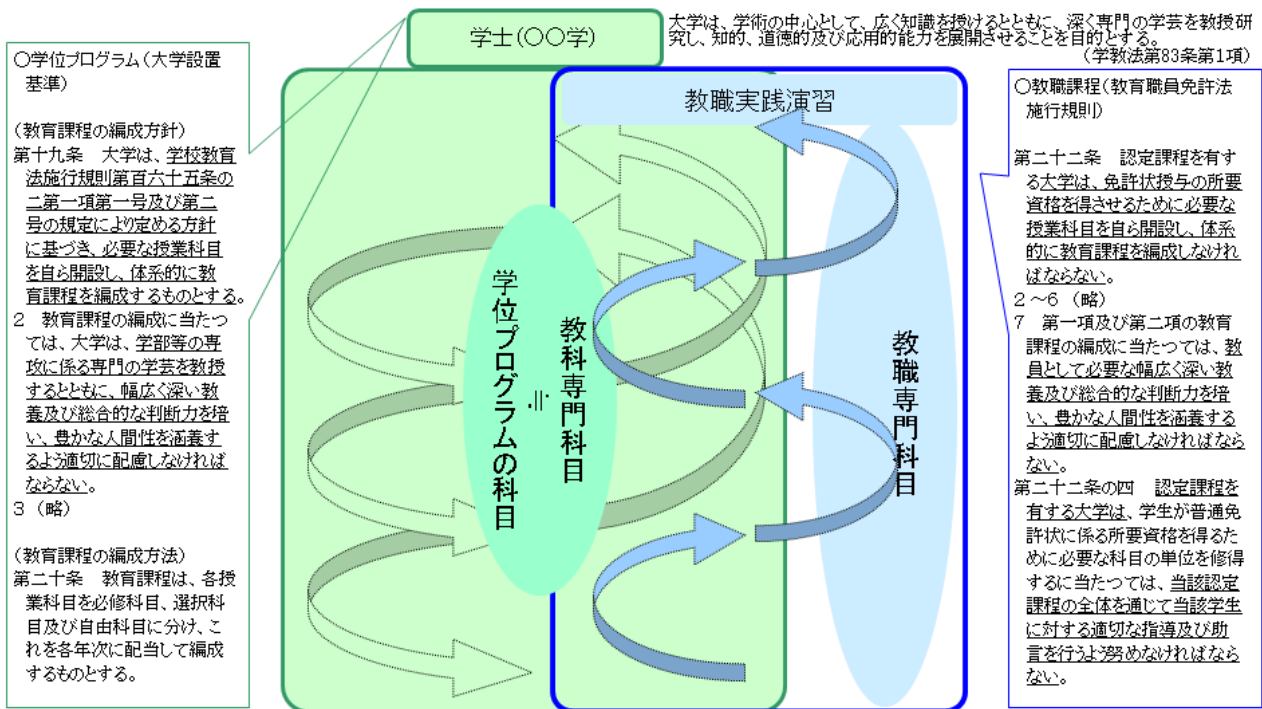 学士(〇〇学)
大学は、学術の中心として、広く知識を授けるとともに、深く専門の学芸を教授研
究し、知的、道徳的及び応用的能力を展開させることを目的とする。
(学教法第83条第1項)
〇学位プログラム(大学設置
基準)
(教育課程の編成方針)
第十九条 大学は、学校教育
法施行規則第百六十五条の
二第一項第一号及び第二
号の規定により定める方針
に基づき、必要な授業科目
を自ら開設し、体系的に教
育課程を編成するものとする。
2 教育課程の編成に当たつ
ては、大学は、学部等の専
攻に係る専門の学芸を教授
するとともに、幅広く深い教
養及び総合的な判断力を培
い、豊かな人間性を涵養す
るよう適切に配慮しなければ
ならない。
3 (略)
(教育課程の編成方法)
第二十条 教育課程は、各授
業科目を必修科目、選択科
目及び自由科目に分け、こ
れを各年次に配当して編成
するものとする。
教職実践演習
学位プログラムの科目
=
教科専門科目
教職専門科目
〇教職課程(教育職員免許法
施行規則)
第二十二条 認定課程を有す
る大学は、免許状授与の所要
資格を得させるために必要な
授業科目を自ら開設し、体系
的に教育課程を編成しなけれ
ばならない。
2~6 (略)
7 第一項及び第二項の教育
課程の編成に当たつては、教
員として必要な幅広く深い教
養及び総合的な判断力を培
い、豊かな人間性を涵養する
よう適切に配慮しなければなら
ない。
第二十二条の四 認定課程を
有する大学は、学生が普通免
許状に係る所要資格を得るた
めに必要な科目の単位を修得
するに当たつては、当該認定
課程の全体を通じて当該学生
に対する適切な指導及び助
言を行うよう努めなければなら
ない。